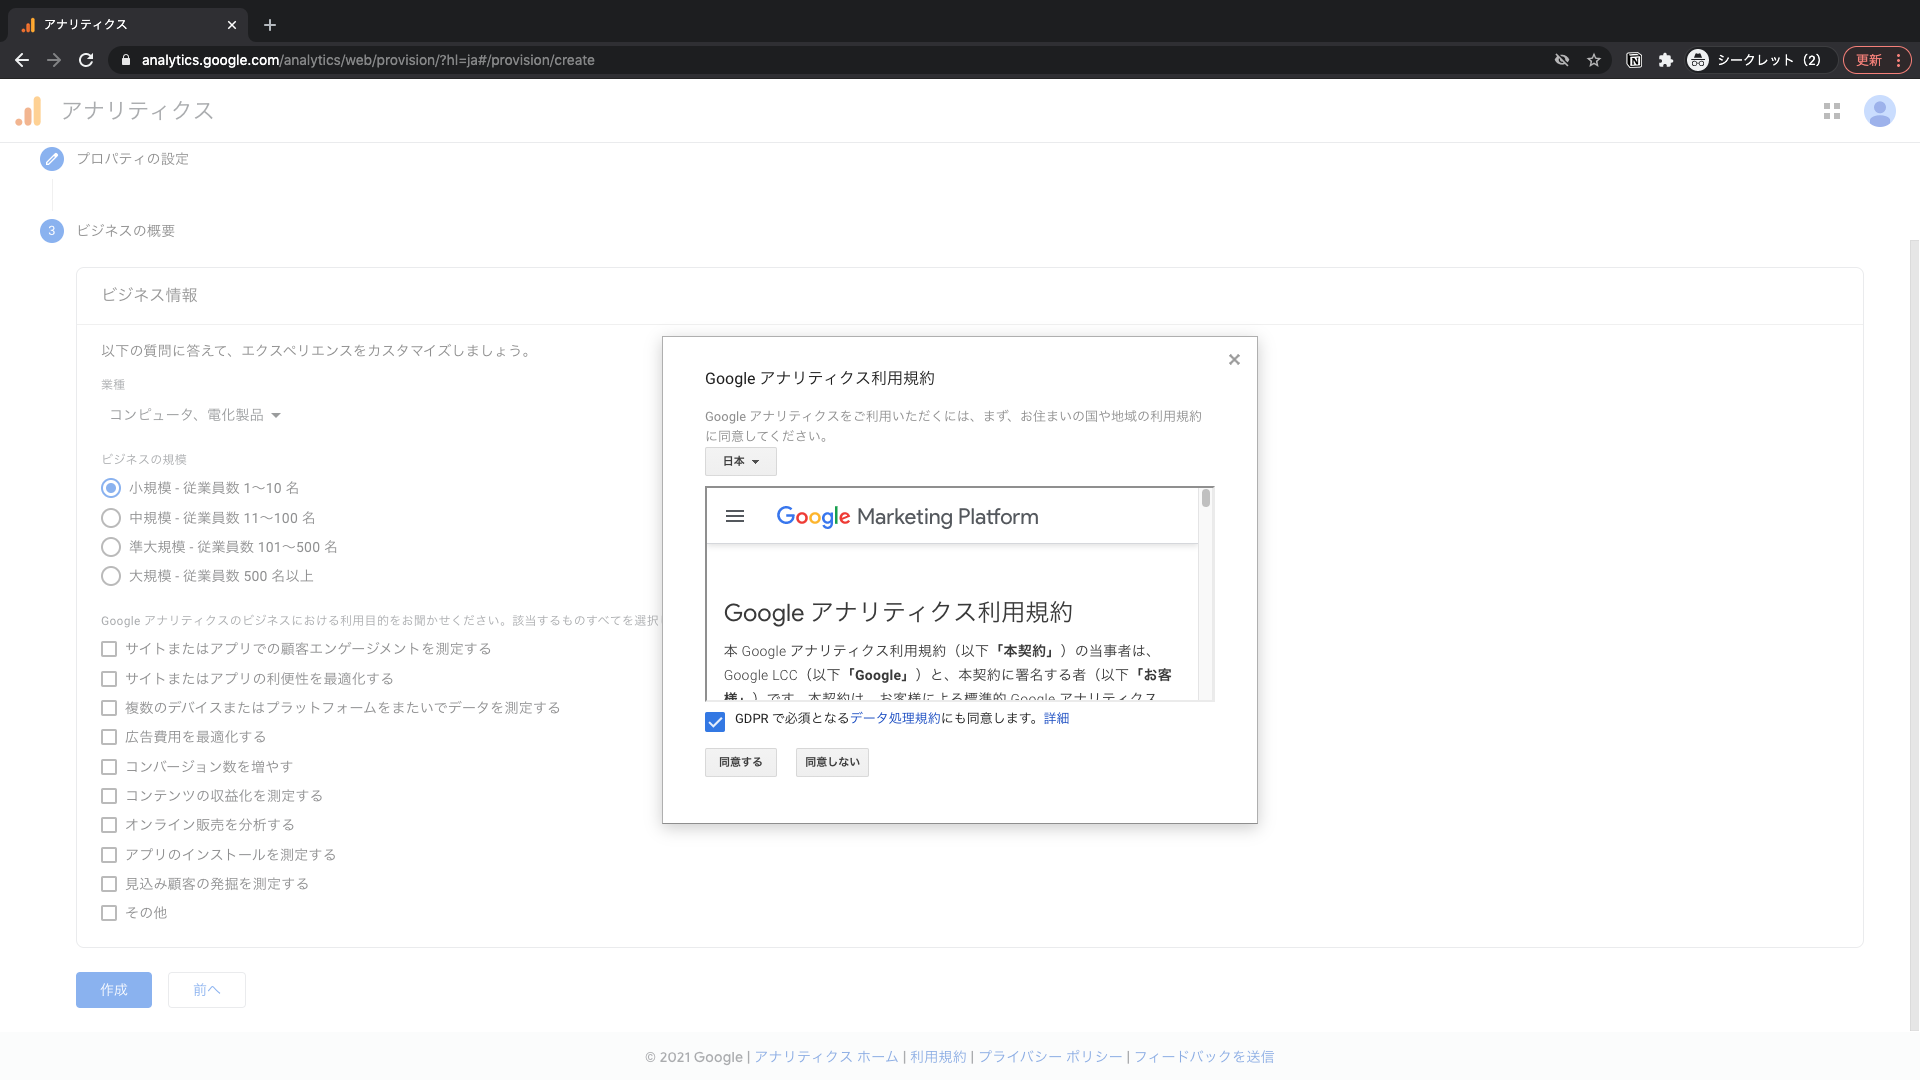 アナリティクス
analytics.google.com/analytics/web/provision/?hl=ja#/provision/create
シークレット（2）
更新
アナリティクス
プロパティの設定
3 ビジネスの概要
ビジネス情報
以下の質問に答えて、エクスペリエンスをカスタマイズしましょう。
業種
コンピュータ、電化製品
ビジネスの規模
小規模 - 従業員数 1～10 名
中規模 - 従業員数 11～100 名
準大規模 - 従業員数 101～500 名
大規模 - 従業員数 500 名以上
Google アナリティクスのビジネスにおける利用目的をお聞かせください。該当するものすべてを選択
サイトまたはアプリでの顧客エンゲージメントを測定する
サイトまたはアプリの利便性を最適化する
複数のデバイスまたはプラットフォームをまたいでデータを測定する
広告費用を最適化する
コンバージョン数を増やす
コンテンツの収益化を測定する
オンライン販売を分析する
アプリのインストールを測定する
見込み顧客の発掘を測定する
その他
作成
前へ
Google アナリティクス利用規約
Google アナリティクスをご利用いただくには、まず、お住まいの国や地域の利用規約
に同意してください。
日本
Google Marketing Platform
Google アナリティクス利用規約
本 Google アナリティクス利用規約（以下「本契約」）の当事者は、
Google LCC（以下「Google」）と、本契約に署名する者（以下「お客
様」）です。本契約は、お客様による標準的 Google アナリティクス
GDPR で必須となるデータ処理規約にも同意します。詳細
同意する
同意しない
© 2021 Google | アナリティクス ホーム | 利用規約 | プライバシー ポリシー | フィードバックを送信